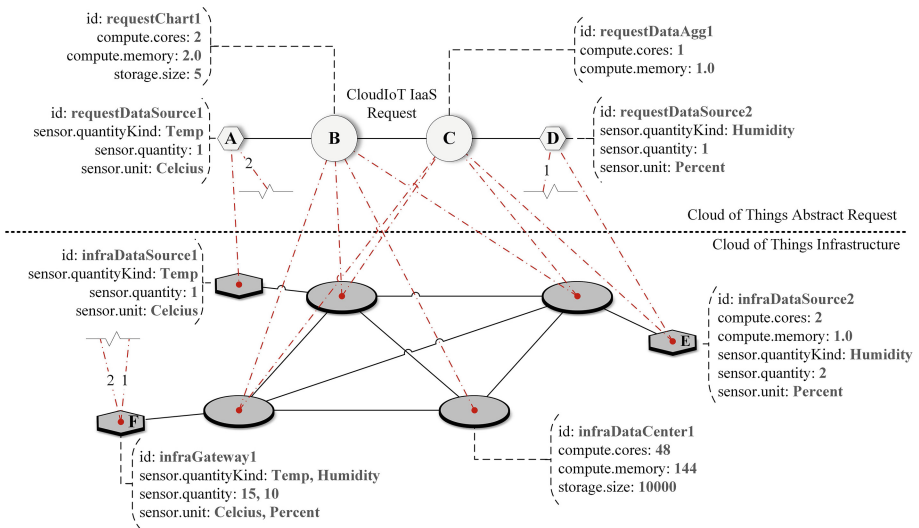 id: requestChart1
compute.cores: 2
compute.memory: 2.0
storage.size: 5
id: requestDataAgg1
compute.cores: 1
compute.memory: 1.0
CloudIoT IaaS
Request
id: requestDataSource1
sensor.quantityKind: Temp
sensor.quantity: 1
sensor.unit: Celcius
A
B
C
D
id: requestDataSource2
sensor.quantityKind: Humidity
sensor.quantity: 1
sensor.unit: Percent
2
1
Cloud of Things Abstract Request
Cloud of Things Infrastructure
id: infraDataSource1
sensor.quantityKind: Temp
sensor.quantity: 1
sensor.unit: Celcius
id: infraDataSource2
compute.cores: 2
compute.memory: 1.0
sensor.quantityKind: Humidity
sensor.quantity: 2
sensor.unit: Percent
E
2 1
F
id: infraGateway1
sensor.quantityKind: Temp, Humidity
sensor.quantity: 15, 10
sensor.unit: Celcius, Percent
id: infraDataCenter1
compute.cores: 48
compute.memory: 144
storage.size: 10000